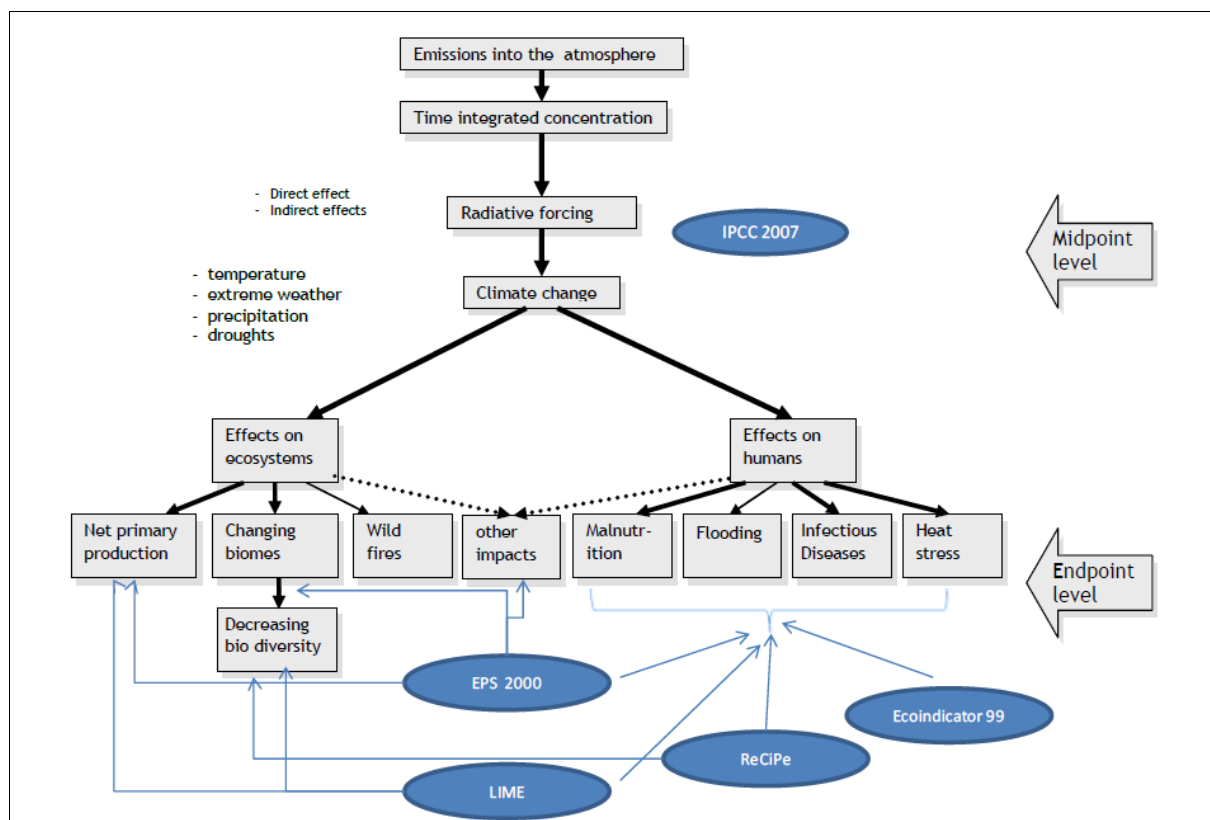 Emissions into the atmosphere
Time integrated concentration
- Direct effect
- Indirect effects
Radiative forcing
IPCC 2007
Midpoint
level
- temperature
- extreme weather
- precipitation
- droughts
Climate change
Effects on
ecosystems
Effects on
humans
Net primary
production
Changing
biomes
Wild
fires
other
impacts
Malnutr-
ition
Flooding
Infectious
Diseases
Heat
stress
Endpoint
level
Decreasing
bio diversity
EPS 2000
Ecoindicator 99
ReCiPe
LIME